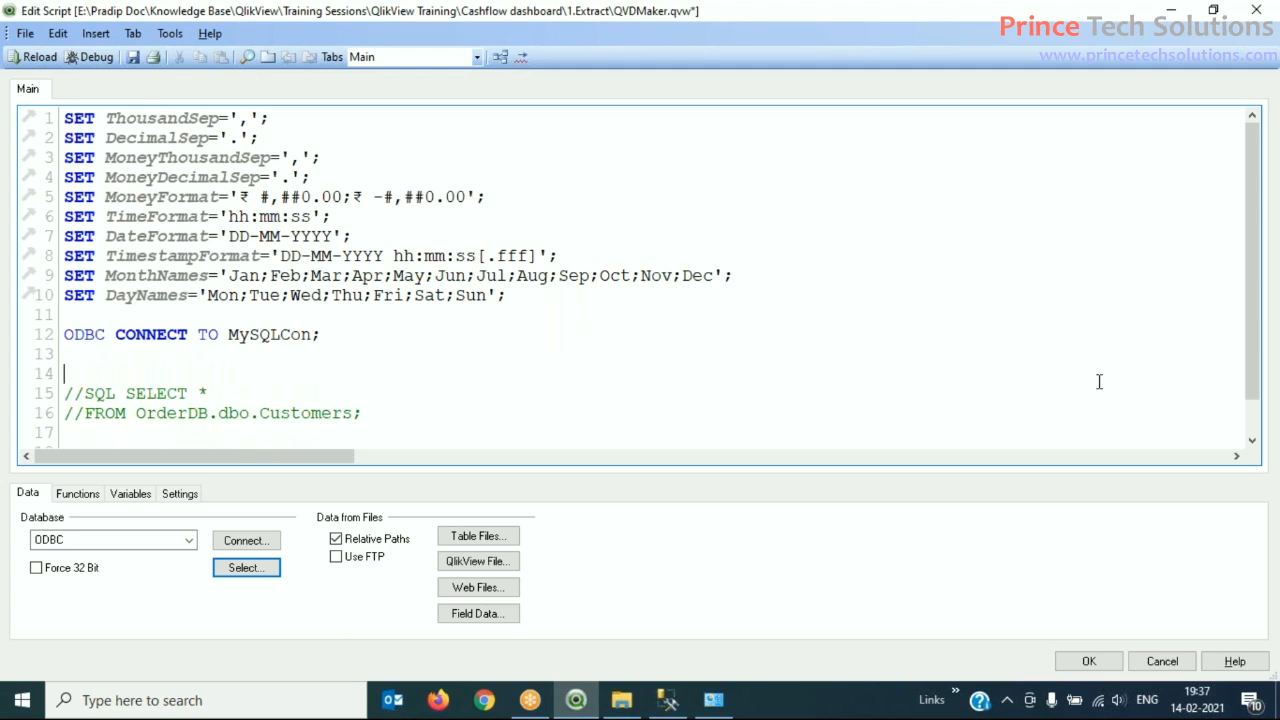 Edit Script [E:\Pradip Doc\Knowledge Base\QlikView\Training Sessions\QlikView Training\Cashflow dashboard\1.Extract\QVDMaker.qvw*]
Prince Tech Solutions
www.princetechsolutions.com
File Edit Insert Tab Tools Help
Reload Debug Tabs Main
Main
1 SET ThousandSep=',';
2 SET DecimalSep='.';
3 SET MoneyThousandSep=',';
4 SET MoneyDecimalSep='.';
5 SET MoneyFormat='₹ #,##0.00;₹ -#,##0.00';
6 SET TimeFormat='hh:mm:ss';
7 SET DateFormat='DD-MM-YYYY';
8 SET TimestampFormat='DD-MM-YYYY hh:mm:ss[.fff]';
9 SET MonthNames='Jan;Feb;Mar;Apr;May;Jun;Jul;Aug;Sep;Oct;Nov;Dec';
10 SET DayNames='Mon;Tue;Wed;Thu;Fri;Sat;Sun';
11
12 ODBC CONNECT TO MySQLCon;
13
14
15 //SQL SELECT *
16 //FROM OrderDB.dbo.Customers;
17
Data Functions Variables Settings
Database Data from Files
ODBC Connect... Relative Paths Table Files...
Force 32 Bit Select... Use FTP QlikView File...
Web Files...
Field Data...
OK Cancel Help
Type here to search Links ENG 19:37
14-02-2021 10